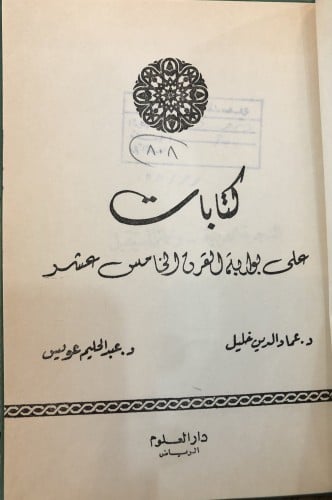 (٨٠٨)
كتابات
على بوابة القرن الخامس عشر
د. عماد الدين خليل
د. عبد الحليم عويس
دار العلوم
الرياض